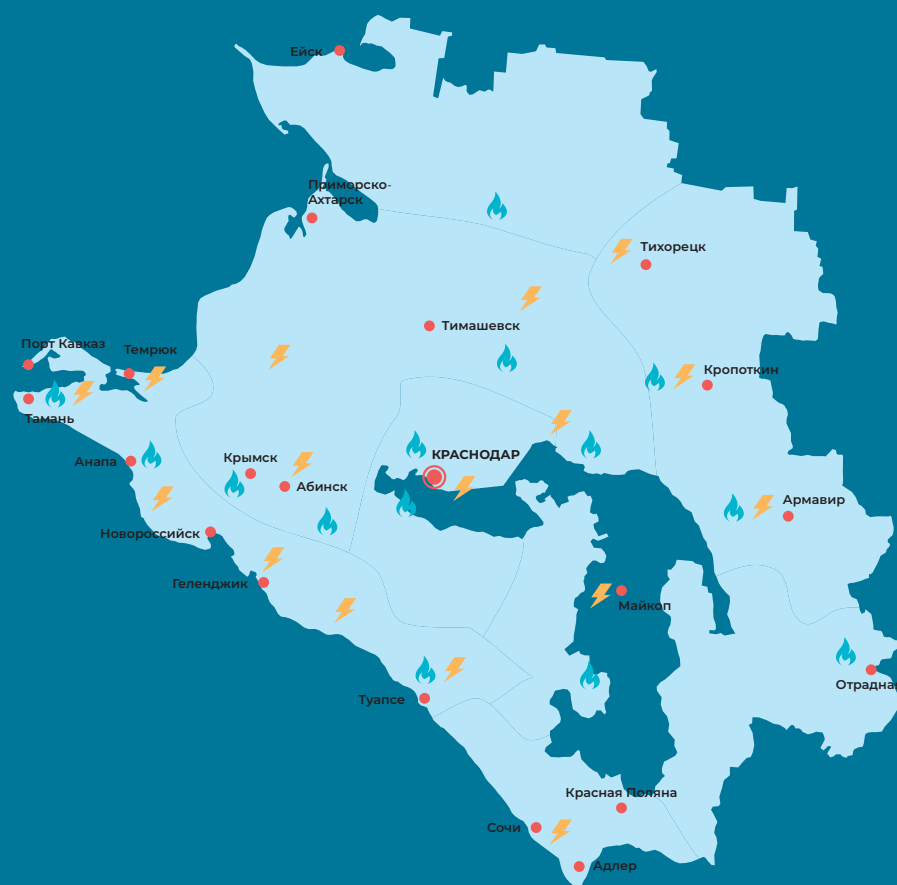 Ейск
Приморско-
Ахтарск
Тихорецк
Тимашевск
Порт Кавказ
Темрюк
Кропоткин
Тамань
КРАСНОДАР
Крымск
Анапа
Абинск
Армавир
Новороссийск
Геленджик
Майкоп
Отрадна
Туапсе
Красная Поляна
Сочи
Адлер